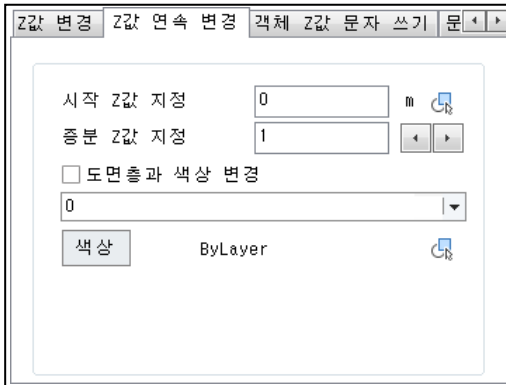 Z값 변경 Z값 연속 변경 객체 Z값 문자 쓰기 문
시작 Z값 지정 0 m
증분 Z값 지정 1
도면층과 색상 변경
0
색상 ByLayer